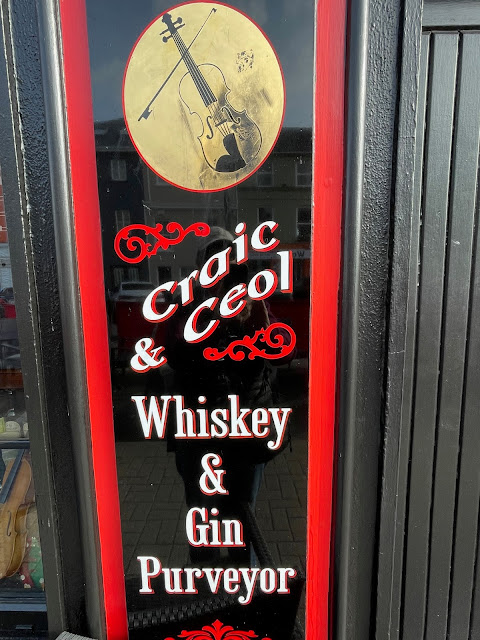 Craic
& Ceol
Whiskey
&
Gin
Purveyor